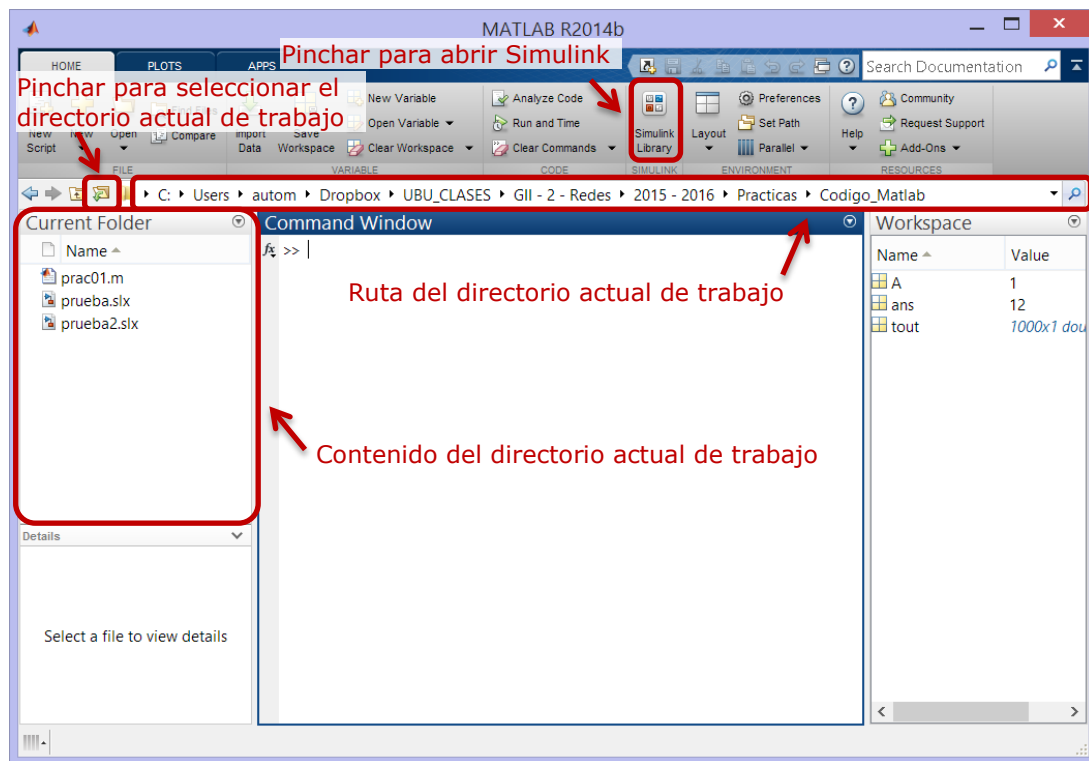 MATLAB R2014b
Pinchar para abrir Simulink
HOME PLOTS APPS
Search Documentation
Pinchar para seleccionar el
directorio actual de trabajo
New Variable
Analyze Code
Preferences
Community
Find Files
Open Variable
Run and Time
Set Path
Request Support
Compare
Clear Workspace
Clear Commands
Parallel
Add-Ons
New
Script
New
Open
Import
Data
Save
Workspace
Simulink
Library
Layout
Help
FILE VARIABLE CODE SIMULINK ENVIRONMENT RESOURCES
C: Users autom Dropbox UBU_CLASES GII - 2 - Redes 2015 - 2016 Practicas Codigo_Matlab
Current Folder
Name
prac01.m
prueba.slx
prueba2.slx
Details
Select a file to view details
Command Window
fx >>
Ruta del directorio actual de trabajo
Contenido del directorio actual de trabajo
Workspace
Name Value
A 1
ans 12
tout 1000x1 dou